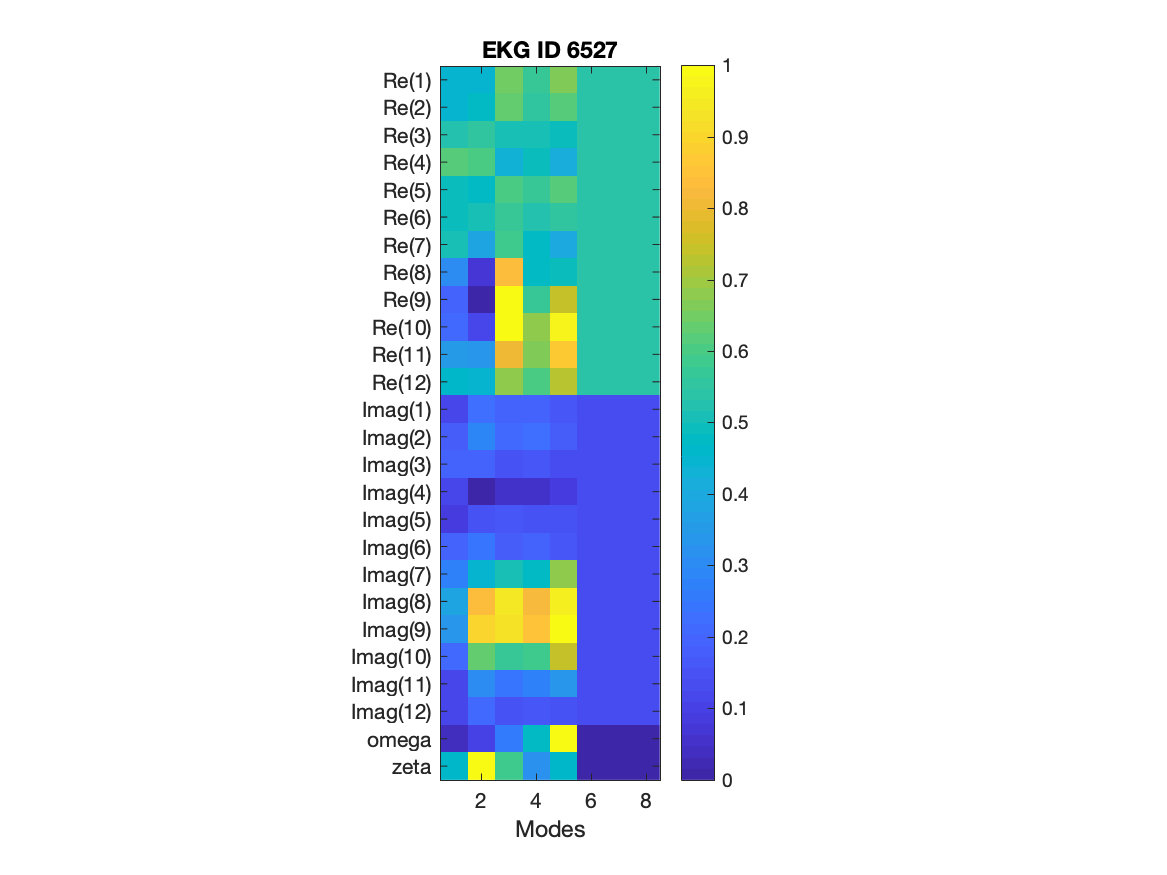 EKG ID 6527
Re(1)
Re(2)
Re(3)
Re(4)
Re(5)
Re(6)
Re(7)
Re(8)
Re(9)
Re(10)
Re(11)
Re(12)
Imag(1)
Imag(2)
Imag(3)
Imag(4)
Imag(5)
Imag(6)
Imag(7)
Imag(8)
Imag(9)
Imag(10)
Imag(11)
Imag(12)
omega
zeta
2 4 6 8
Modes
1
0.9
0.8
0.7
0.6
0.5
0.4
0.3
0.2
0.1
0